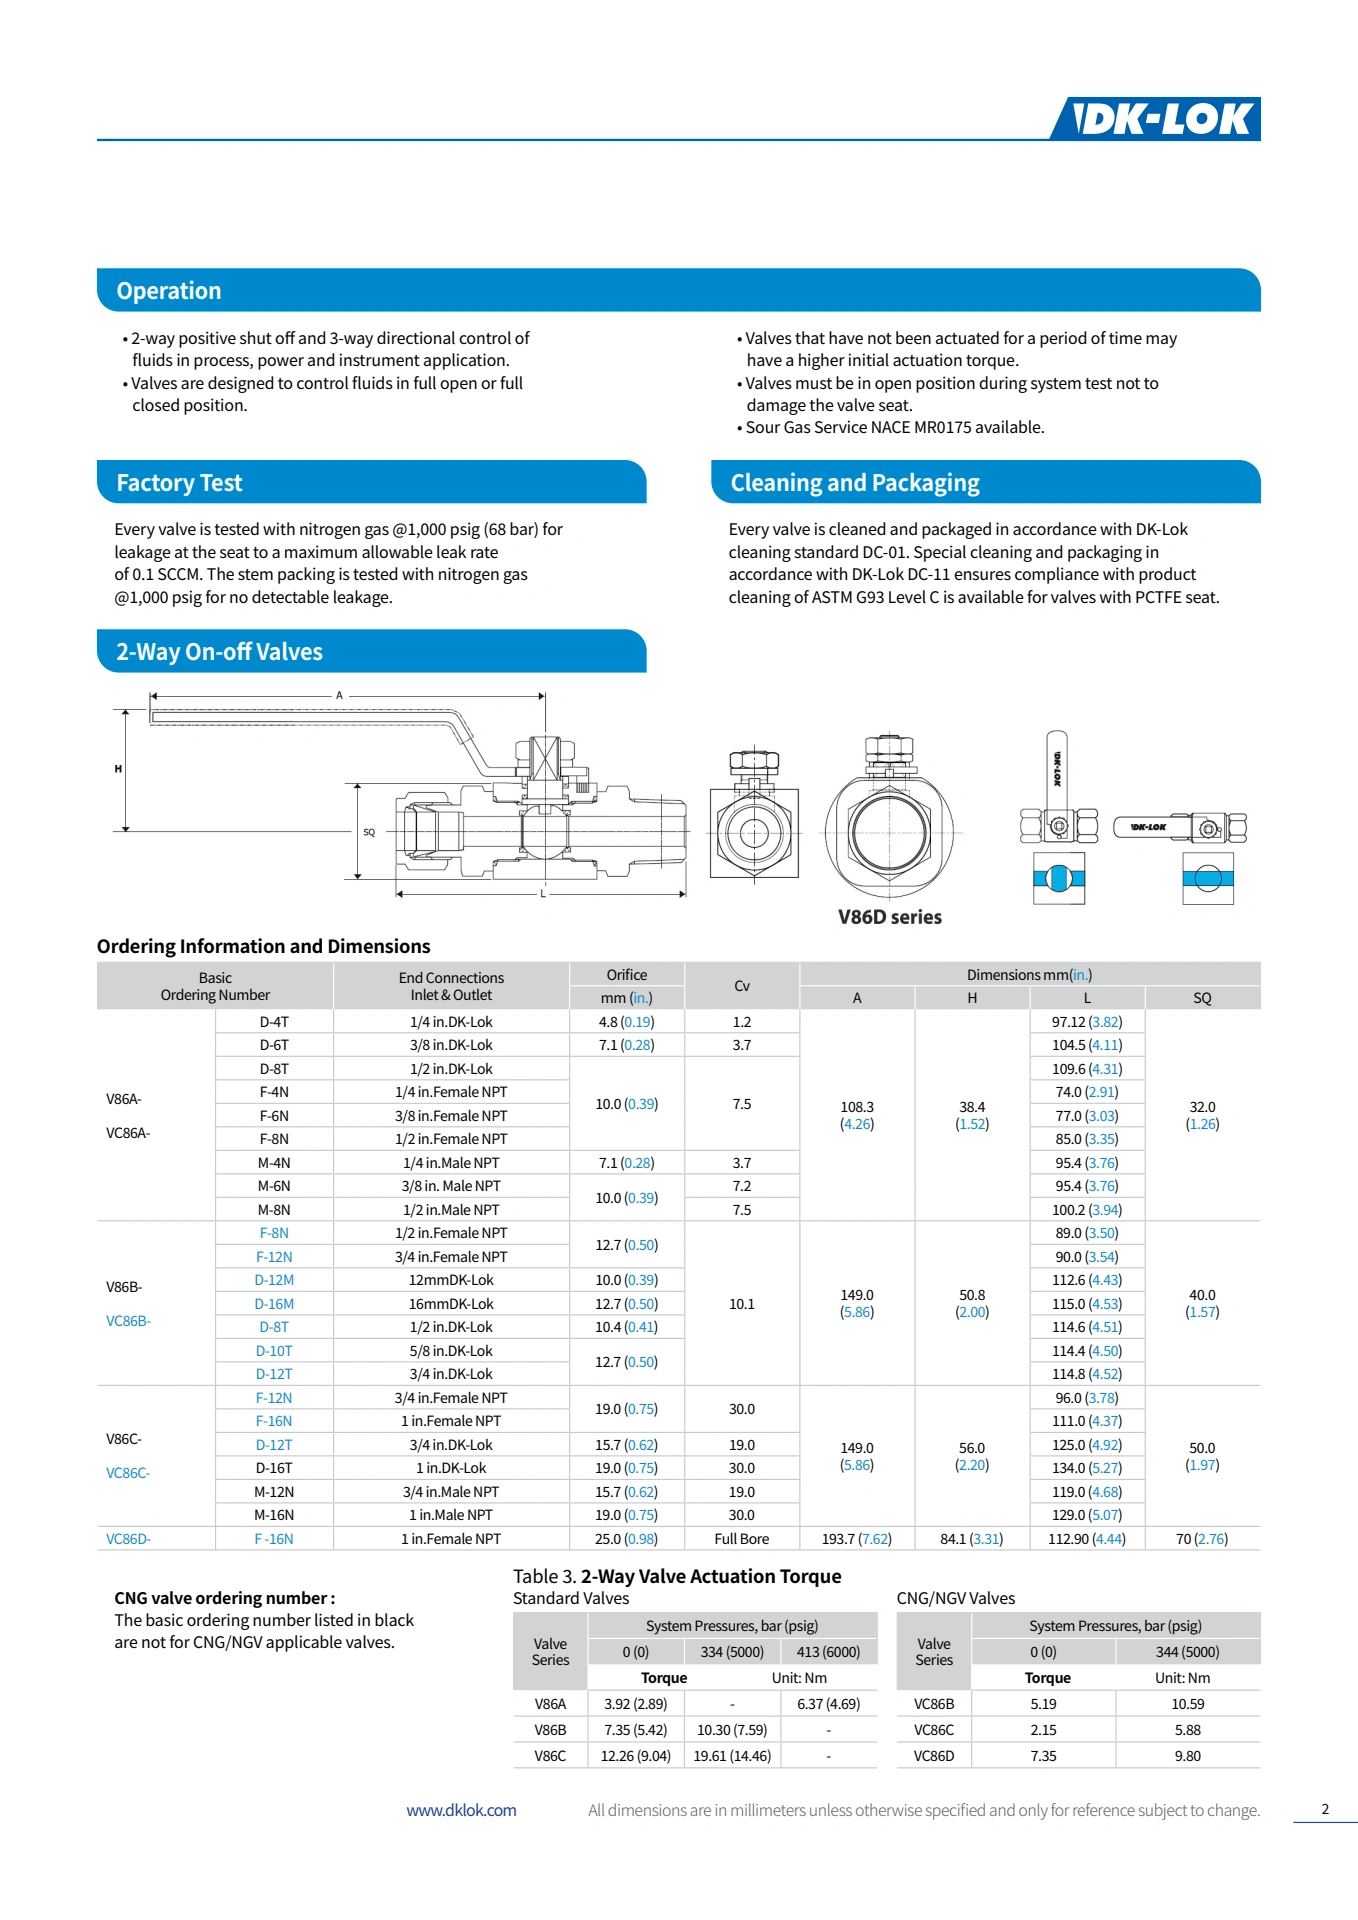 DK-LOK
Operation
• 2-way positive shut off and 3-way directional control of
fluids in process, power and instrument application.
• Valves are designed to control fluids in full open or full
closed position.
• Valves that have not been actuated for a period of time may
have a higher initial actuation torque.
• Valves must be in open position during system test not to
damage the valve seat.
• Sour Gas Service NACE MR0175 available.
Factory Test
Every valve is tested with nitrogen gas @1,000 psig (68 bar) for
leakage at the seat to a maximum allowable leak rate
of 0.1 SCCM. The stem packing is tested with nitrogen gas
@1,000 psig for no detectable leakage.
Cleaning and Packaging
Every valve is cleaned and packaged in accordance with DK-Lok
cleaning standard DC-01. Special cleaning and packaging in
accordance with DK-Lok DC-11 ensures compliance with product
cleaning of ASTM G93 Level C is available for valves with PCTFE seat.
2-Way On-off Valves
A
H
SQ
L
V86D series
DK-LOK
DK-LOK
Ordering Information and Dimensions
Basic Ordering Number End Connections Inlet & Outlet Orifice mm (in.) Cv Dimensions mm(in.)
A H L SQ
V86A-
VC86A-
D-4T 1/4 in.DK-Lok 4.8 (0.19) 1.2 97.12 (3.82)
D-6T 3/8 in.DK-Lok 7.1 (0.28) 3.7 104.5 (4.11)
D-8T 1/2 in.DK-Lok 10.0 (0.39) 7.5 109.6 (4.31)
F-4N 1/4 in.Female NPT 74.0 (2.91)
F-6N 3/8 in.Female NPT 108.3 (4.26) 38.4 (1.52) 77.0 (3.03) 32.0 (1.26)
F-8N 1/2 in.Female NPT 85.0 (3.35)
M-4N 1/4 in.Male NPT 7.1 (0.28) 3.7 95.4 (3.76)
M-6N 3/8 in. Male NPT 10.0 (0.39) 7.2 95.4 (3.76)
M-8N 1/2 in.Male NPT 7.5 100.2 (3.94)
V86B-
VC86B-
F-8N 1/2 in.Female NPT 12.7 (0.50) 89.0 (3.50)
F-12N 3/4 in.Female NPT 90.0 (3.54)
D-12M 12mmDK-Lok 10.0 (0.39) 112.6 (4.43)
D-16M 16mmDK-Lok 12.7 (0.50) 10.1 149.0 (5.86) 50.8 (2.00) 115.0 (4.53) 40.0 (1.57)
D-8T 1/2 in.DK-Lok 10.4 (0.41) 114.6 (4.51)
D-10T 5/8 in.DK-Lok 12.7 (0.50) 114.4 (4.50)
D-12T 3/4 in.DK-Lok 114.8 (4.52)
V86C-
VC86C-
F-12N 3/4 in.Female NPT 19.0 (0.75) 30.0 96.0 (3.78)
F-16N 1 in.Female NPT 111.0 (4.37)
D-12T 3/4 in.DK-Lok 15.7 (0.62) 19.0 149.0 (5.86) 56.0 (2.20) 125.0 (4.92) 50.0 (1.97)
D-16T 1 in.DK-Lok 19.0 (0.75) 30.0 134.0 (5.27)
M-12N 3/4 in.Male NPT 15.7 (0.62) 19.0 119.0 (4.68)
M-16N 1 in.Male NPT 19.0 (0.75) 30.0 129.0 (5.07)
VC86D- F -16N 1 in.Female NPT 25.0 (0.98) Full Bore 193.7 (7.62) 84.1 (3.31) 112.90 (4.44) 70 (2.76)
CNG valve ordering number :
The basic ordering number listed in black
are not for CNG/NGV applicable valves.
Table 3. 2-Way Valve Actuation Torque
Standard Valves
Valve Series System Pressures, bar (psig)
0 (0) 334 (5000) 413 (6000)
Torque Unit: Nm
V86A 3.92 (2.89) - 6.37 (4.69)
V86B 7.35 (5.42) 10.30 (7.59) -
V86C 12.26 (9.04) 19.61 (14.46) -
CNG/NGV Valves
Valve Series System Pressures, bar (psig)
0 (0) 344 (5000)
Torque Unit: Nm
VC86B 5.19 10.59
VC86C 2.15 5.88
VC86D 7.35 9.80
www.dklok.com All dimensions are in millimeters unless otherwise specified and only for reference subject to change. 2